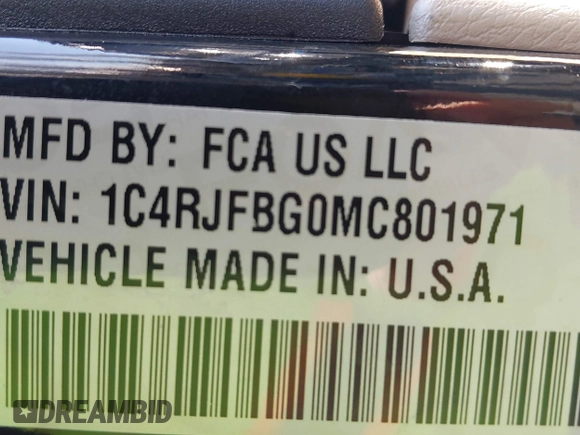 MFD BY: FCA US LLC
VIN: 1C4RJFBG0MC801971
VEHICLE MADE IN: U.S.A.
DREAMBID